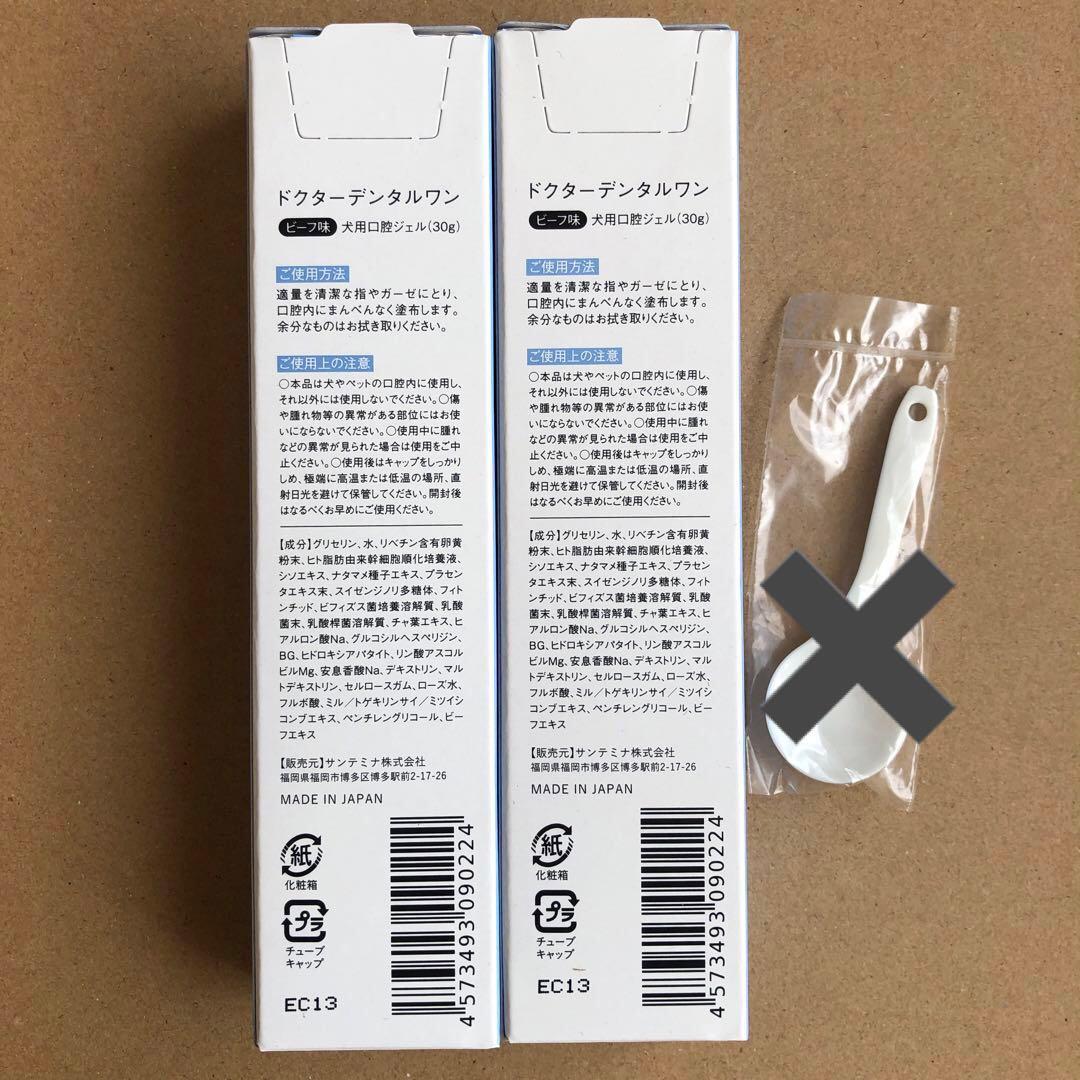 ドクターデンタルワン
ビーフ味 犬用口腔ジェル(30g)
ご使用方法
適量を清潔な指やガーゼにとり、
口腔内にまんべんなく塗布します。
余分なものはお拭き取りください。
ご使用上の注意
○本品は犬やペットの口腔内に使用し、
それ以外には使用しないでください。○傷
や腫れ物等の異常がある部位にはお使
いにならないでください。○使用中に腫れ
などの異常が見られた場合は使用をご中
止ください。○使用後はキャップをしっかり
しめ、極端に高温または低温の場所、直
射日光を避けて保管してください。開封後
はなるべくお早めにご使用ください。
【成分】グリセリン、水、リベチン含有卵黄
粉末、ヒト脂肪由来幹細胞順化培養液、
シソエキス、ナタマメ種子エキス、プラセン
タエキス末、スイゼンジノリ多糖体、フィト
ンチッド、ビフィズス菌培養溶解質、乳酸
菌末、乳酸桿菌溶解質、チャ葉エキス、ヒ
アルロン酸Na、グルコシルヘスペリジン、
BG、ヒドロキシアパタイト、リン酸アスコル
ビルMg、安息香酸Na、デキストリン、マル
トデキストリン、セルロースガム、ローズ水、
フルボ酸、ミル／トゲキリンサイ／ミツイシ
コンブエキス、ペンチレングリコール、ビー
フエキス
【販売元】サンテミナ株式会社
福岡県福岡市博多区博多駅前2-17-26
MADE IN JAPAN
紙
化粧箱
プラ
チューブ
キャップ
EC13
4573493090224
ドクターデンタルワン
ビーフ味 犬用口腔ジェル(30g)
ご使用方法
適量を清潔な指やガーゼにとり、
口腔内にまんべんなく塗布します。
余分なものはお拭き取りください。
ご使用上の注意
○本品は犬やペットの口腔内に使用し、
それ以外には使用しないでください。○傷
や腫れ物等の異常がある部位にはお使
いにならないでください。○使用中に腫れ
などの異常が見られた場合は使用をご中
止ください。○使用後はキャップをしっかり
しめ、極端に高温または低温の場所、直
射日光を避けて保管してください。開封後
はなるべくお早めにご使用ください。
【成分】グリセリン、水、リベチン含有卵黄
粉末、ヒト脂肪由来幹細胞順化培養液、
シソエキス、ナタマメ種子エキス、プラセン
タエキス末、スイゼンジノリ多糖体、フィト
ンチッド、ビフィズス菌培養溶解質、乳酸
菌末、乳酸桿菌溶解質、チャ葉エキス、ヒ
アルロン酸Na、グルコシルヘスペリジン、
BG、ヒドロキシアパタイト、リン酸アスコル
ビルMg、安息香酸Na、デキストリン、マル
トデキストリン、セルロースガム、ローズ水、
フルボ酸、ミル／トゲキリンサイ／ミツイシ
コンブエキス、ペンチレングリコール、ビー
フエキス
【販売元】サンテミナ株式会社
福岡県福岡市博多区博多駅前2-17-26
MADE IN JAPAN
紙
化粧箱
プラ
チューブ
キャップ
EC13
4573493090224